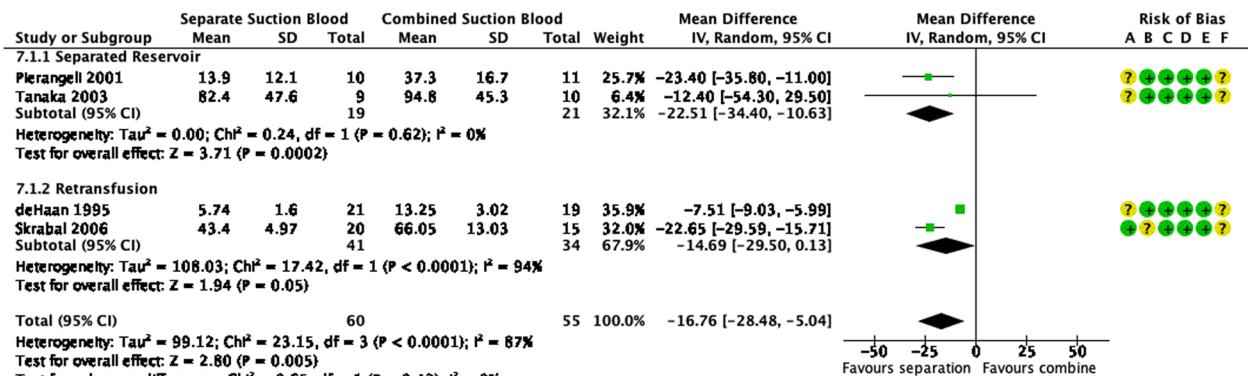 Separate Suction Blood Combined Suction Blood Mean Difference Mean Difference Risk of Bias
Study or Subgroup Mean SD Total Mean SD Total Weight IV, Random, 95% CI IV, Random, 95% CI A B C D E F
7.1.1 Separated Reservoir
Pierangeli 2001 13.9 12.1 10 37.3 16.7 11 25.7% −23.40 [−35.80, −11.00] ? + + + + ?
Tanaka 2003 82.4 47.6 9 94.8 45.3 10 6.4% −12.40 [−54.30, 29.50] ? + + + + ?
Subtotal (95% CI) 19 21 32.1% −22.51 [−34.40, −10.63]
Heterogeneity: Tau² = 0.00; Chi² = 0.24, df = 1 (P = 0.62); I² = 0%
Test for overall effect: Z = 3.71 (P = 0.0002)
7.1.2 Retransfusion
deHaan 1995 5.74 1.6 21 13.25 3.02 19 35.9% −7.51 [−9.03, −5.99] ? + + + + ?
Skrabal 2006 43.4 4.97 20 66.05 13.03 15 32.0% −22.65 [−29.59, −15.71] + ? + + + ?
Subtotal (95% CI) 41 34 67.9% −14.69 [−29.50, 0.13]
Heterogeneity: Tau² = 108.03; Chi² = 17.42, df = 1 (P < 0.0001); I² = 94%
Test for overall effect: Z = 1.94 (P = 0.05)
Total (95% CI) 60 55 100.0% −16.76 [−28.48, −5.04]
Heterogeneity: Tau² = 99.12; Chi² = 23.15, df = 3 (P < 0.0001); I² = 87%
Test for overall effect: Z = 2.80 (P = 0.005)
−50 −25 0 25 50
Favours separation Favours combine